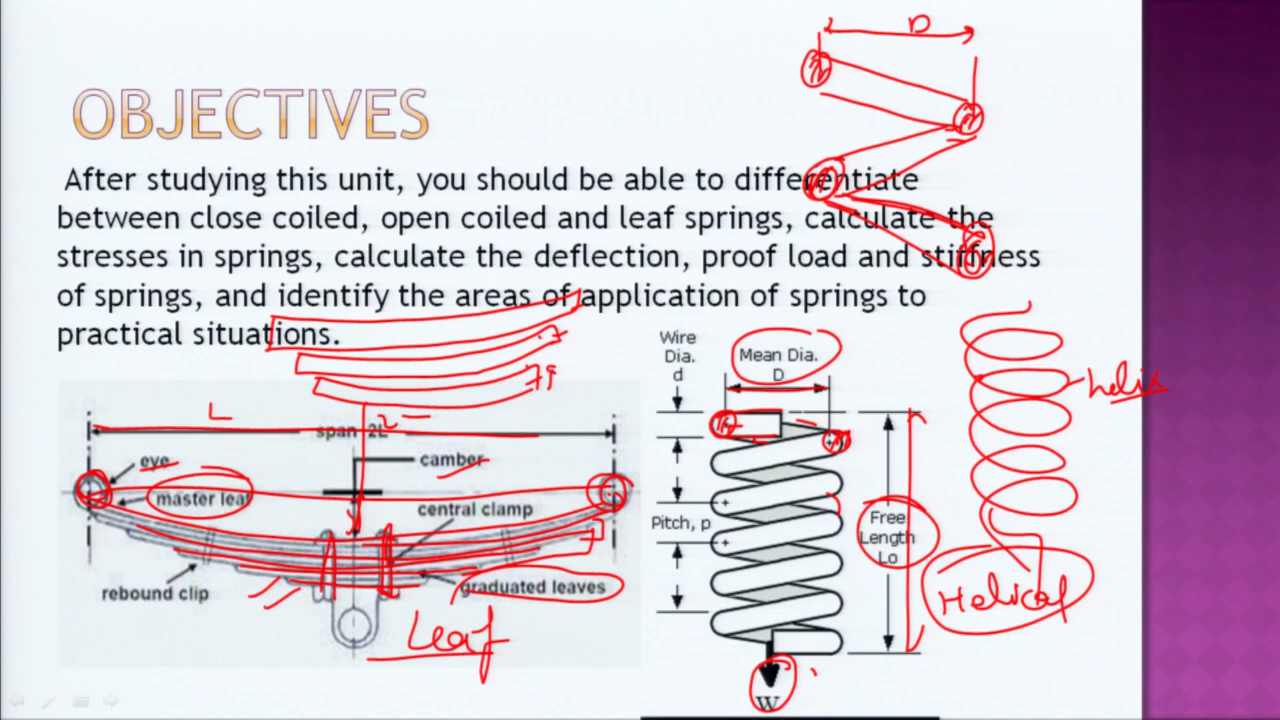 D
OBJECTIVES
After studying this unit, you should be able to differentiate
between close coiled, open coiled and leaf springs, calculate the
stresses in springs, calculate the deflection, proof load and stiffness
of springs, and identify the areas of application of springs to
practical situations.
L
span 2L
eye
camber
master leaf
central clamp
rebound clip
graduated leaves
Leaf
Wire
Dia.
d
Mean Dia.
D
Pitch, p
Free
Length
Lo
W
helix
Helical